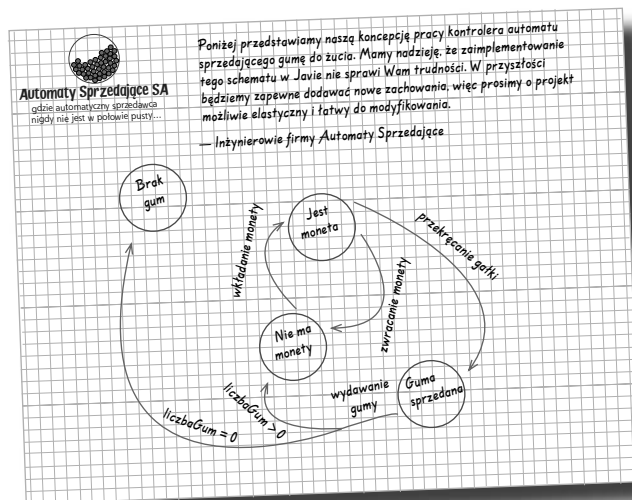 Poniżej przedstawiamy naszą koncepcję pracy kontrolera automatu
sprzedającego gumę do żucia. Mamy nadzieję, że zaimplementowanie
tego schematu w Javie nie sprawi Wam trudności. W przyszłości
będziemy zapewne dodawać nowe zachowania, więc prosimy o projekt
możliwie elastyczny i łatwy do modyfikowania.
— Inżynierowie firmy Automaty Sprzedające
Automaty Sprzedające SA
gdzie automatyczny sprzedawca
nigdy nie jest w połowie pusty...
Brak
gum
Jest
moneta
wkładanie monety
przekręcanie gałki
zwracanie monety
Nie ma
monety
Guma
sprzedana
wydawanie
gumy
liczbaGum > 0
liczbaGum = 0